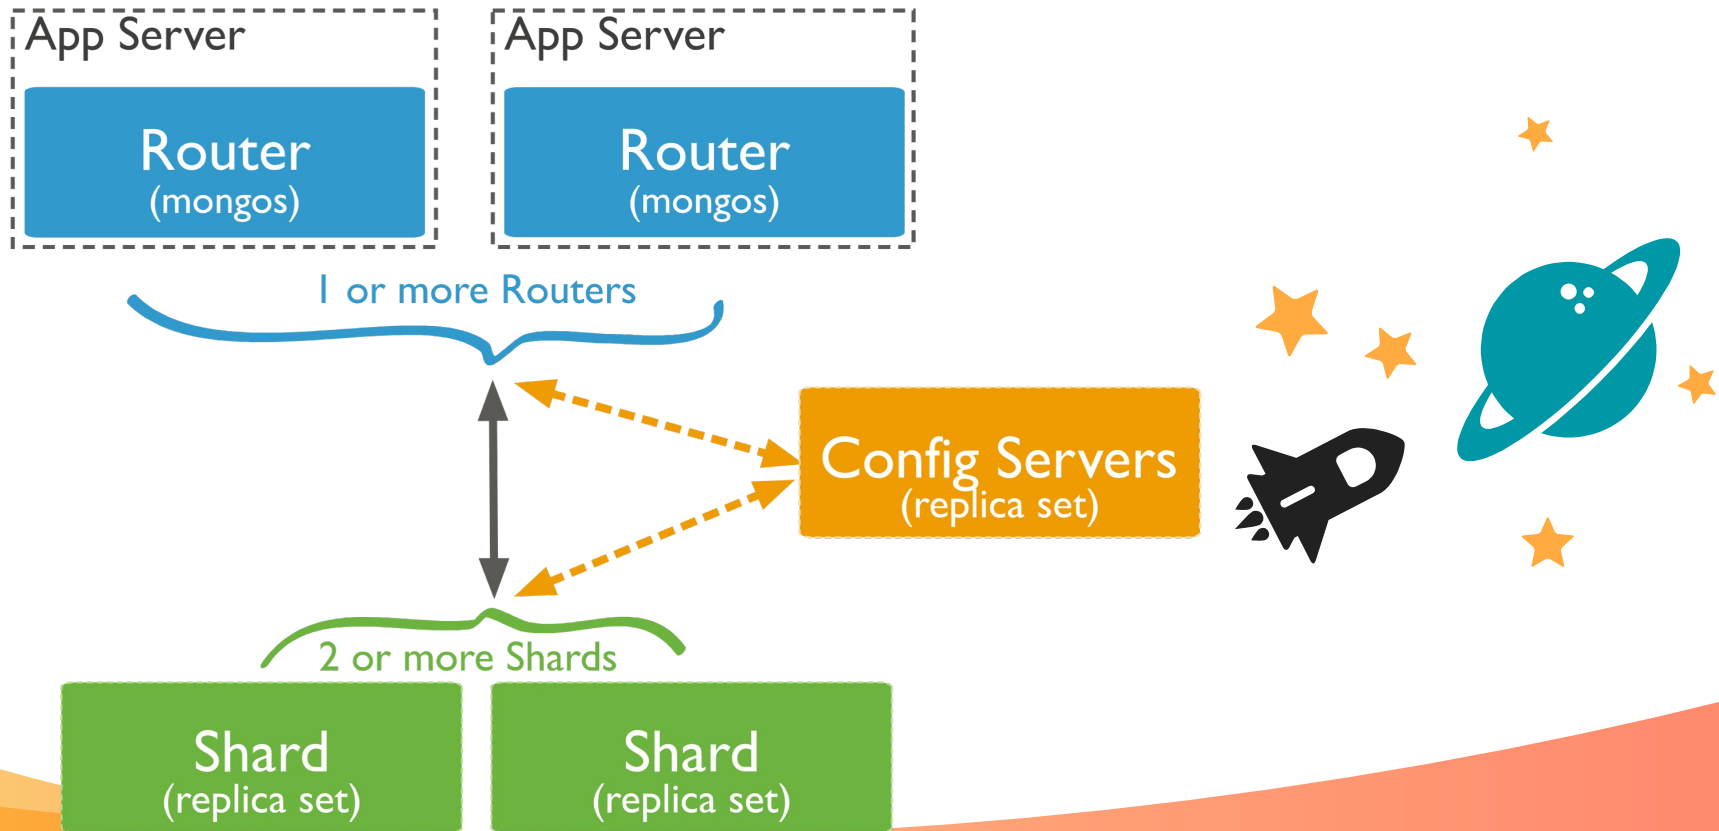 App Server
App Server
Router
(mongos)
Router
(mongos)
1 or more Routers
Config Servers
(replica set)
2 or more Shards
Shard
(replica set)
Shard
(replica set)